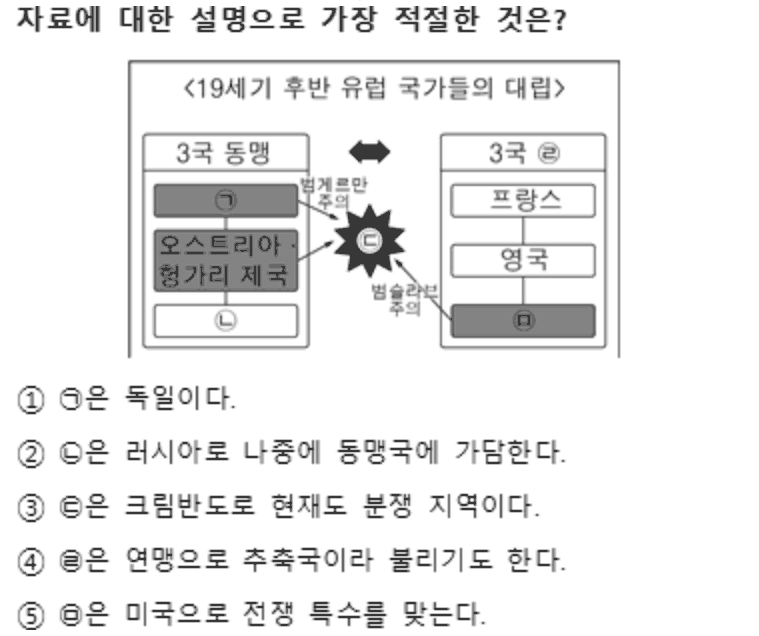 자료에 대한 설명으로 가장 적절한 것은?
<19세기 후반 유럽 국가들의 대립>
3국 동맹
3국 ㉣
㉠
범게르만
주의
프랑스
㉢
오스트리아 ·
헝가리 제국
영국
범슬라브
주의
㉡
㉤
① ㉠은 독일이다.
② ㉡은 러시아로 나중에 동맹국에 가담한다.
③ ㉢은 크림반도로 현재도 분쟁 지역이다.
④ ㉣은 연맹으로 추축국이라 불리기도 한다.
⑤ ㉤은 미국으로 전쟁 특수를 맞는다.